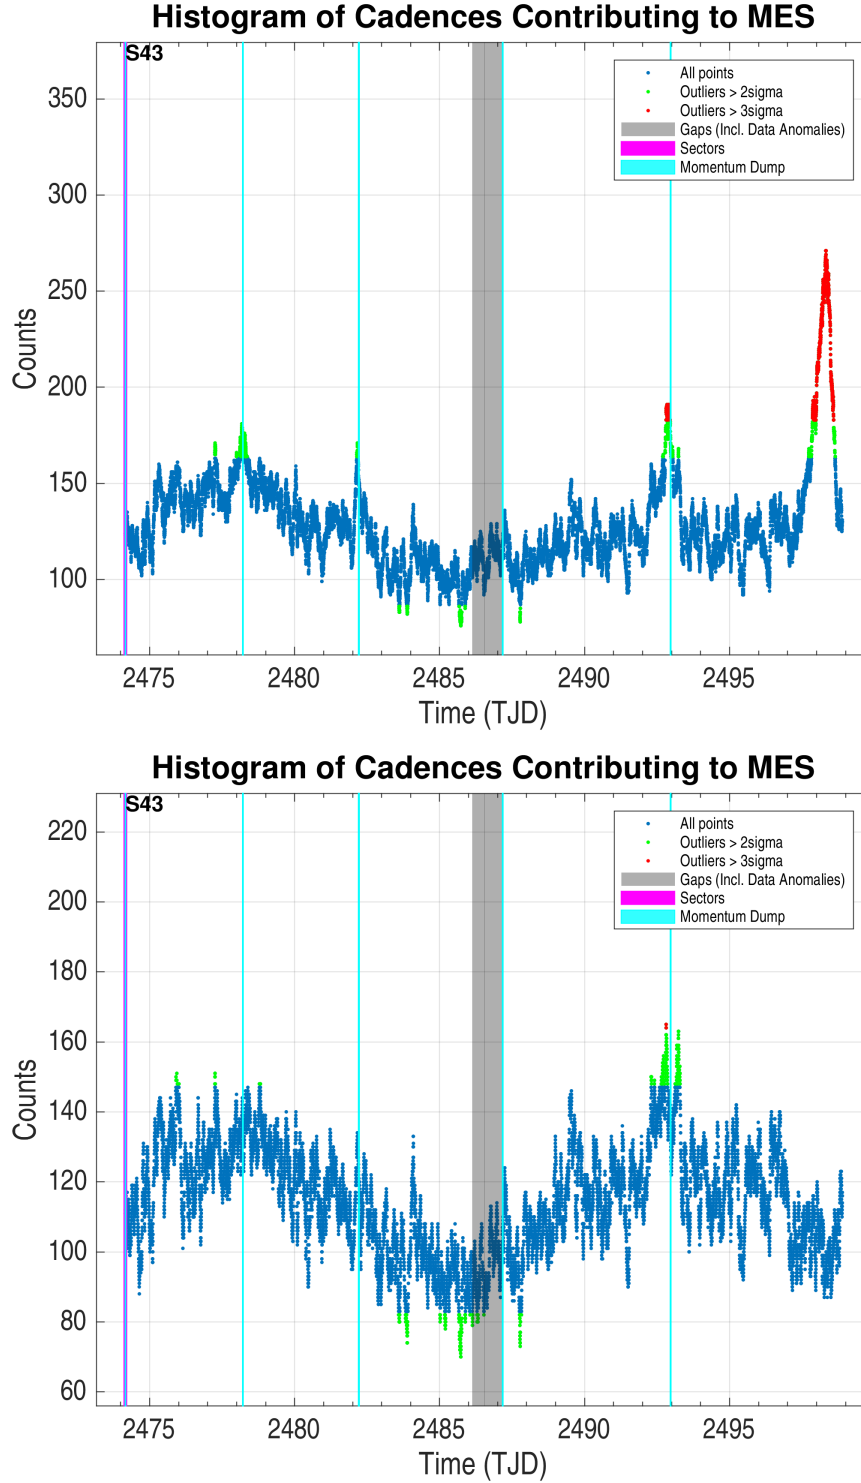 Histogram of Cadences Contributing to MES
S43
All points
Outliers > 2sigma
Outliers > 3sigma
Gaps (Incl. Data Anomalies)
Sectors
Momentum Dump
350
300
250
200
150
100
Counts
2475 2480 2485 2490 2495
Time (TJD)
Histogram of Cadences Contributing to MES
S43
All points
Outliers > 2sigma
Outliers > 3sigma
Gaps (Incl. Data Anomalies)
Sectors
Momentum Dump
220
200
180
160
140
120
100
80
60
Counts
2475 2480 2485 2490 2495
Time (TJD)